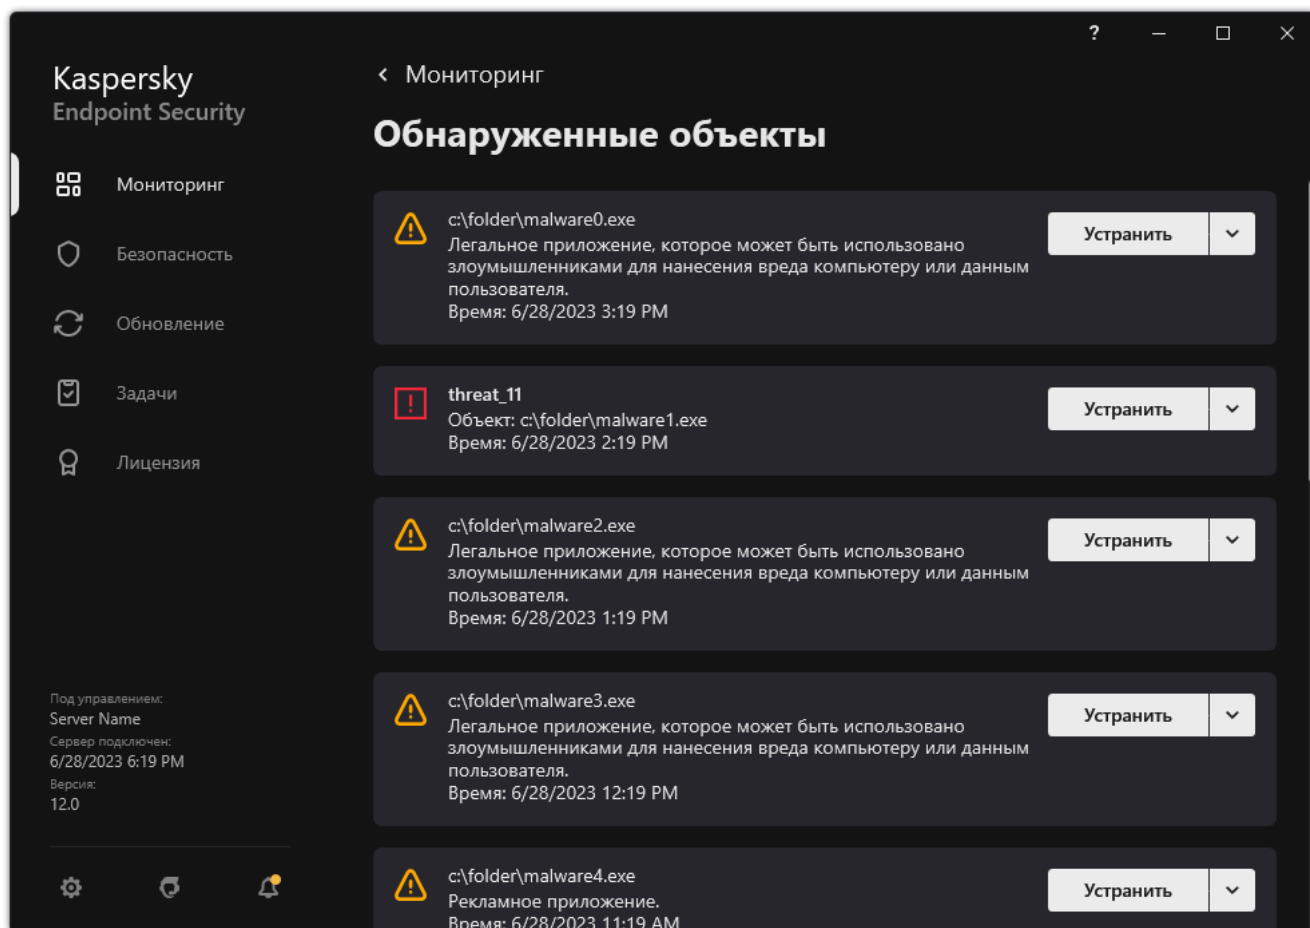 ?
Kaspersky
Endpoint Security
Мониторинг
Безопасность
Обновление
Задачи
Лицензия
Под управлением:
Server Name
Сервер подключен:
6/28/2023 6:19 PM
Версия:
12.0
Мониторинг
Обнаруженные объекты
c:\folder\malware0.exe
Легальное приложение, которое может быть использовано
злоумышленниками для нанесения вреда компьютеру или данным
пользователя.
Время: 6/28/2023 3:19 PM
Устранить
threat_11
Объект: c:\folder\malware1.exe
Время: 6/28/2023 2:19 PM
Устранить
c:\folder\malware2.exe
Легальное приложение, которое может быть использовано
злоумышленниками для нанесения вреда компьютеру или данным
пользователя.
Время: 6/28/2023 1:19 PM
Устранить
c:\folder\malware3.exe
Легальное приложение, которое может быть использовано
злоумышленниками для нанесения вреда компьютеру или данным
пользователя.
Время: 6/28/2023 12:19 PM
Устранить
c:\folder\malware4.exe
Рекламное приложение.
Время: 6/28/2023 11:19 AM
Устранить